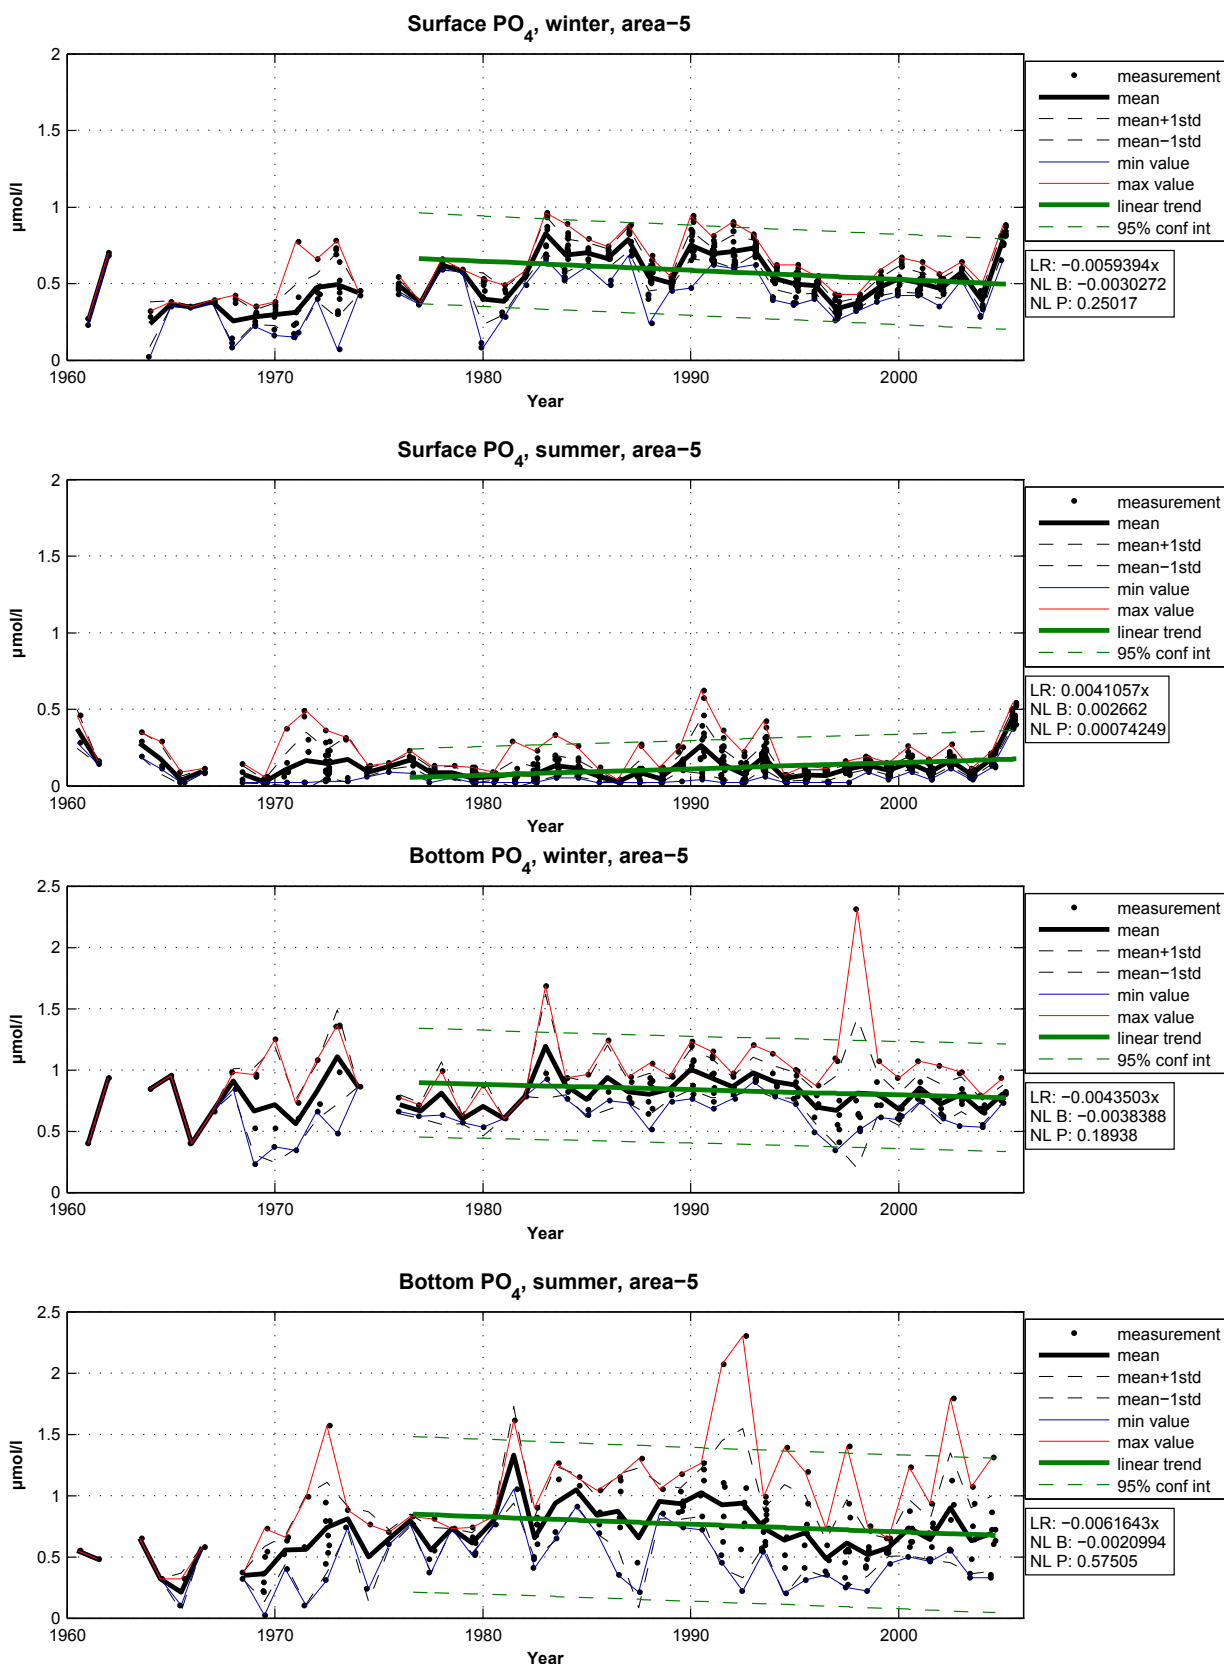 Surface PO4, winter, area−5
2
1.5
1
0.5
0
µmol/l
1960 1970 1980 1990 2000
Year
measurement
mean
mean+1std
mean−1std
min value
max value
linear trend
95% conf int
LR: −0.0059394x
NL B: −0.0030272
NL P: 0.25017
Surface PO4, summer, area−5
2
1.5
1
0.5
0
µmol/l
1960 1970 1980 1990 2000
Year
measurement
mean
mean+1std
mean−1std
min value
max value
linear trend
95% conf int
LR: 0.0041057x
NL B: 0.002662
NL P: 0.00074249
Bottom PO4, winter, area−5
2.5
2
1.5
1
0.5
0
µmol/l
1960 1970 1980 1990 2000
Year
measurement
mean
mean+1std
mean−1std
min value
max value
linear trend
95% conf int
LR: −0.0043503x
NL B: −0.0038388
NL P: 0.18938
Bottom PO4, summer, area−5
2.5
2
1.5
1
0.5
0
µmol/l
1960 1970 1980 1990 2000
Year
measurement
mean
mean+1std
mean−1std
min value
max value
linear trend
95% conf int
LR: −0.0061643x
NL B: −0.0020994
NL P: 0.57505